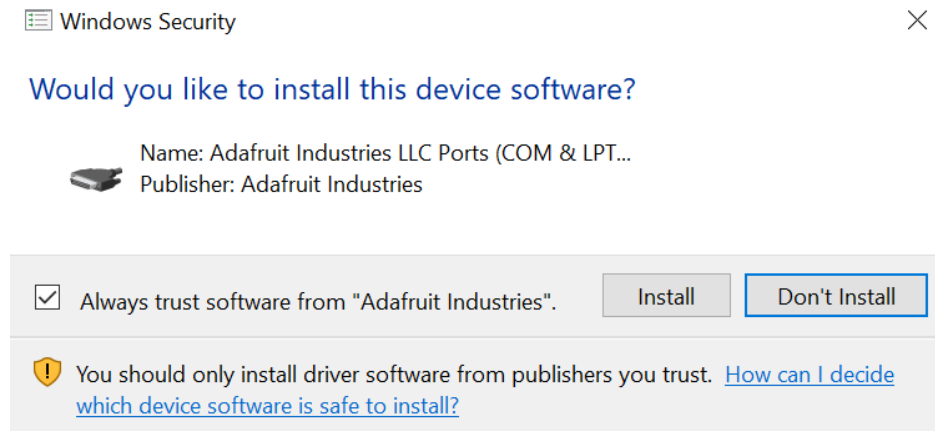 Windows Security
Would you like to install this device software?
Name: Adafruit Industries LLC Ports (COM & LPT...
Publisher: Adafruit Industries
Always trust software from "Adafruit Industries".
Install
Don't Install
You should only install driver software from publishers you trust. How can I decide
which device software is safe to install?